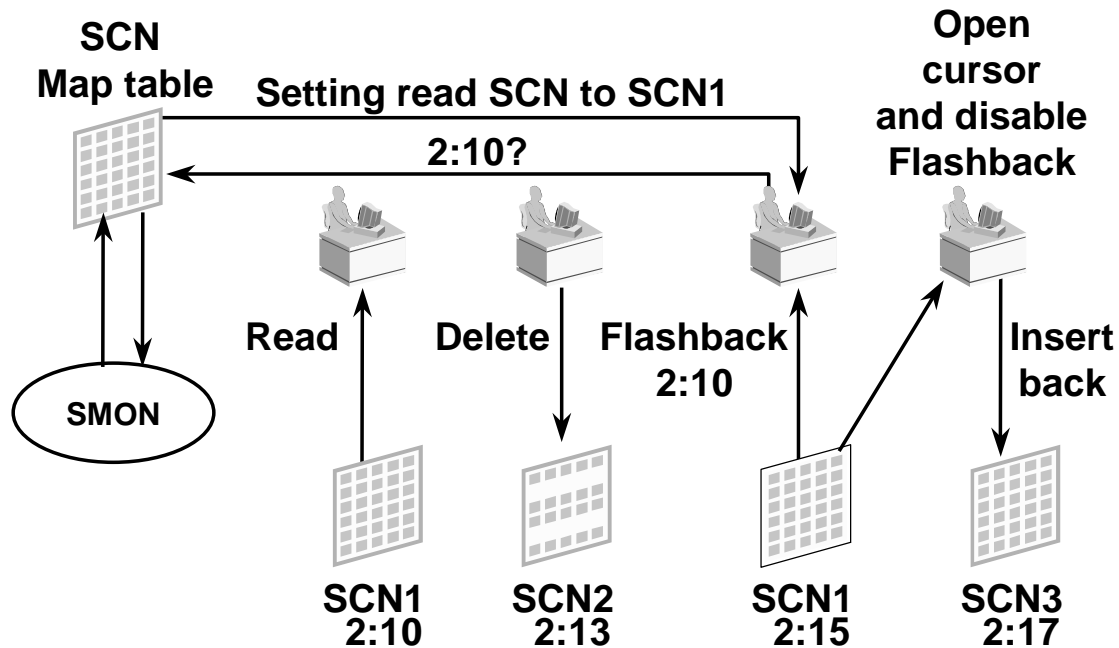 SCN
Map table
Setting read SCN to SCN1
2:10?
Open
cursor
and disable
Flashback
Read
Delete
Flashback
2:10
Insert
back
SMON
SCN1
2:10
SCN2
2:13
SCN1
2:15
SCN3
2:17